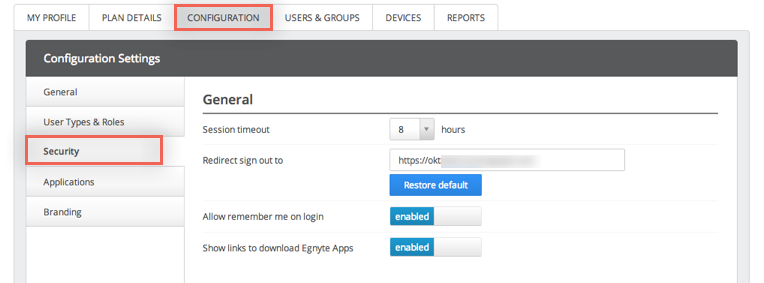 MY PROFILE PLAN DETAILS CONFIGURATION USERS & GROUPS DEVICES REPORTS
Configuration Settings
General
User Types & Roles
Security
Applications
Branding
General
Session timeout 8 hours
Redirect sign out to https://okt
Restore default
Allow remember me on login enabled
Show links to download Egnyte Apps enabled